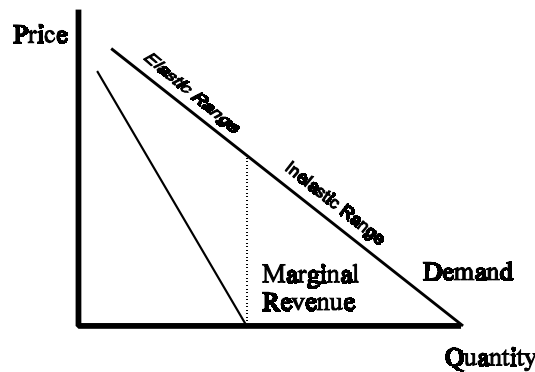 Price
Elastic Range
Inelastic Range
Marginal
Revenue
Demand
Quantity